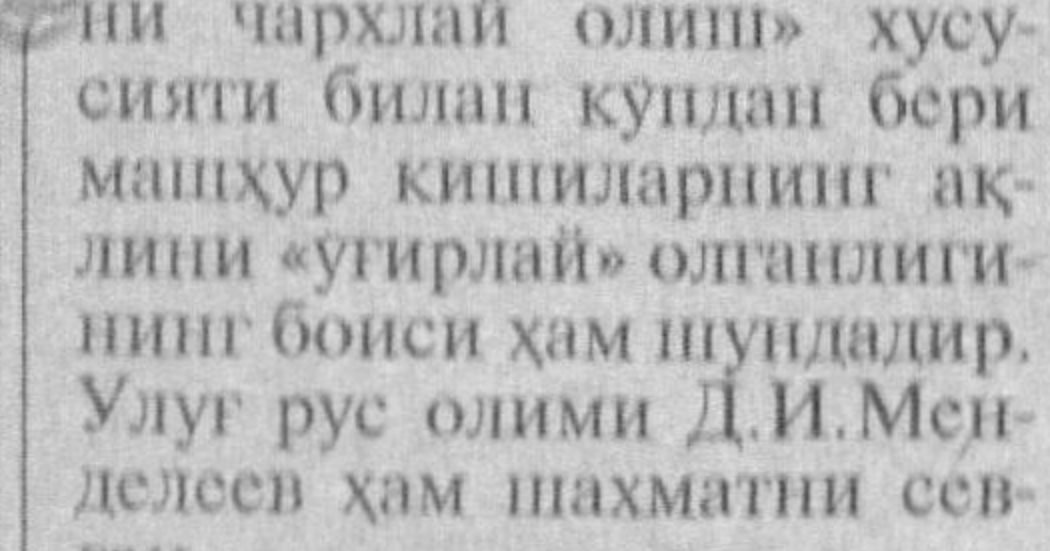 ни чархлай олиш» хусу-
сияти билан кўпдан бери
машҳур кишиларнинг ақ-
лини «ўғирлай» олганлиги-
нинг боиси ҳам шундадир.
Улуғ рус олими Д.И.Мен-
делеев ҳам шахматни сев-